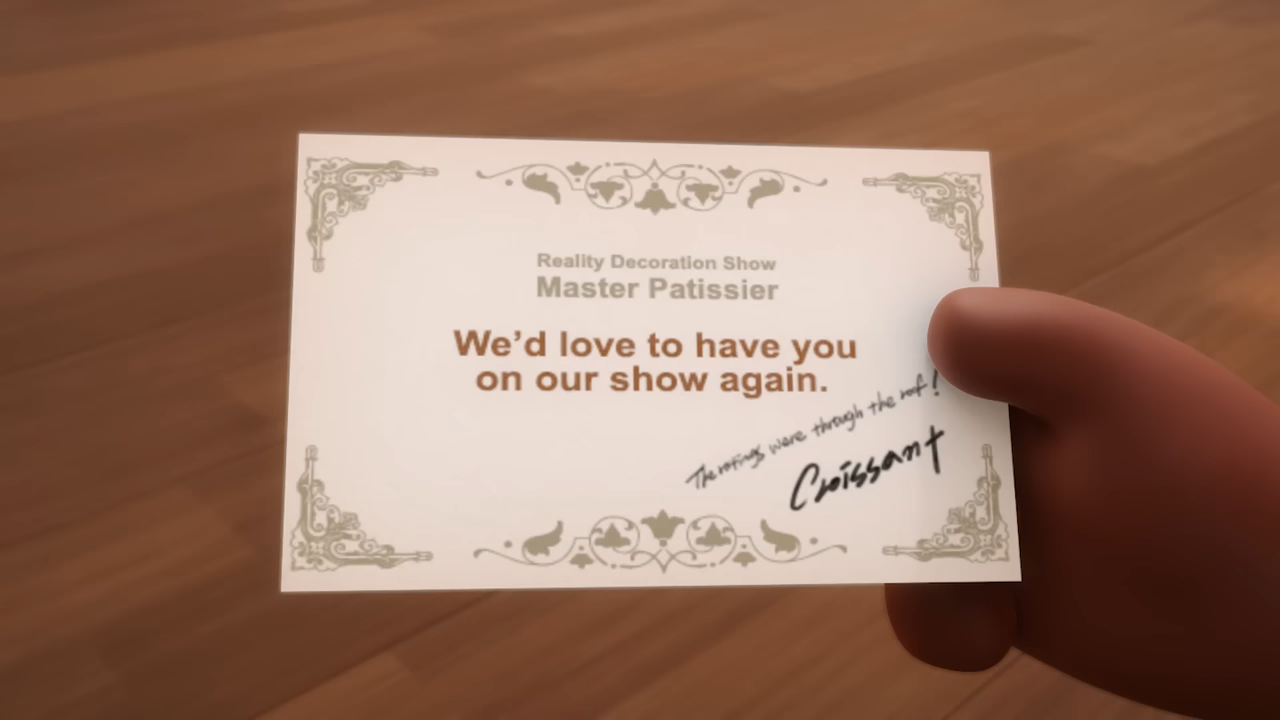 Reality Decoration Show
Master Patissier
We’d love to have you
on our show again.
The ratings were through the roof!
Croissant